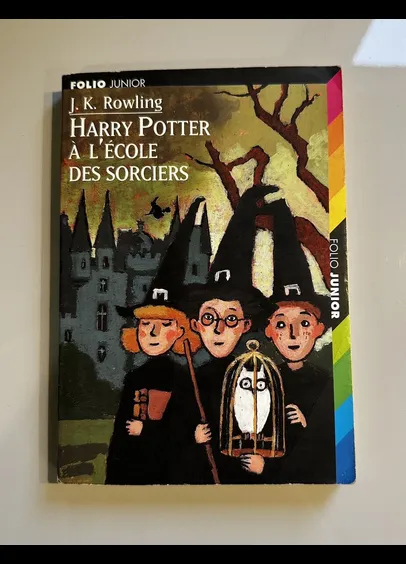 FOLIO JUNIOR
J. K. Rowling
HARRY POTTER
À L'ÉCOLE
DES SORCIERS
FOLIO JUNIOR